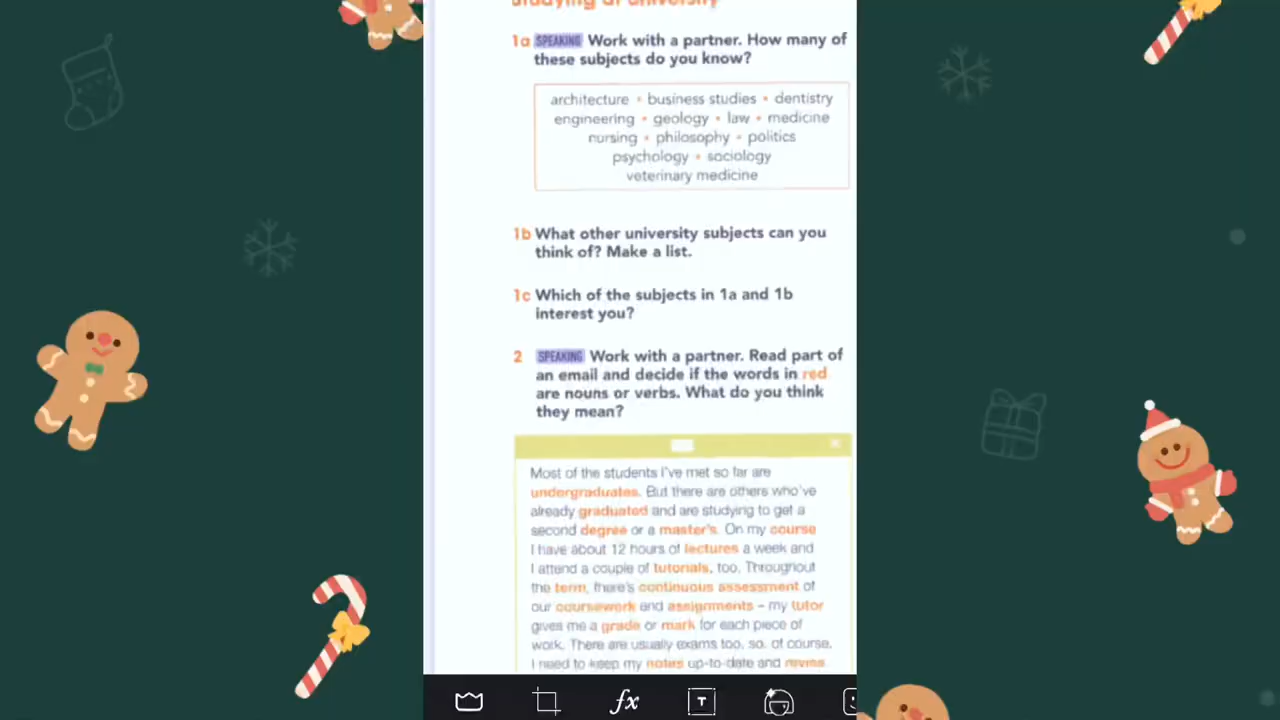 studying at university
1a SPEAKING Work with a partner. How many of
these subjects do you know?
architecture • business studies • dentistry
engineering • geology • law • medicine
nursing • philosophy • politics
psychology • sociology
veterinary medicine
1b What other university subjects can you
think of? Make a list.
1c Which of the subjects in 1a and 1b
interest you?
2 SPEAKING Work with a partner. Read part of
an email and decide if the words in red
are nouns or verbs. What do you think
they mean?
Most of the students I've met so far are
undergraduates. But there are others who've
already graduated and are studying to get a
second degree or a master's. On my course
I have about 12 hours of lectures a week and
I attend a couple of tutorials, too. Throughout
the term, there's continuous assessment of
our coursework and assignments – my tutor
gives me a grade or mark for each piece of
work. There are usually exams too, so, of course,
I need to keep my notes up-to-date and revise
fx
T